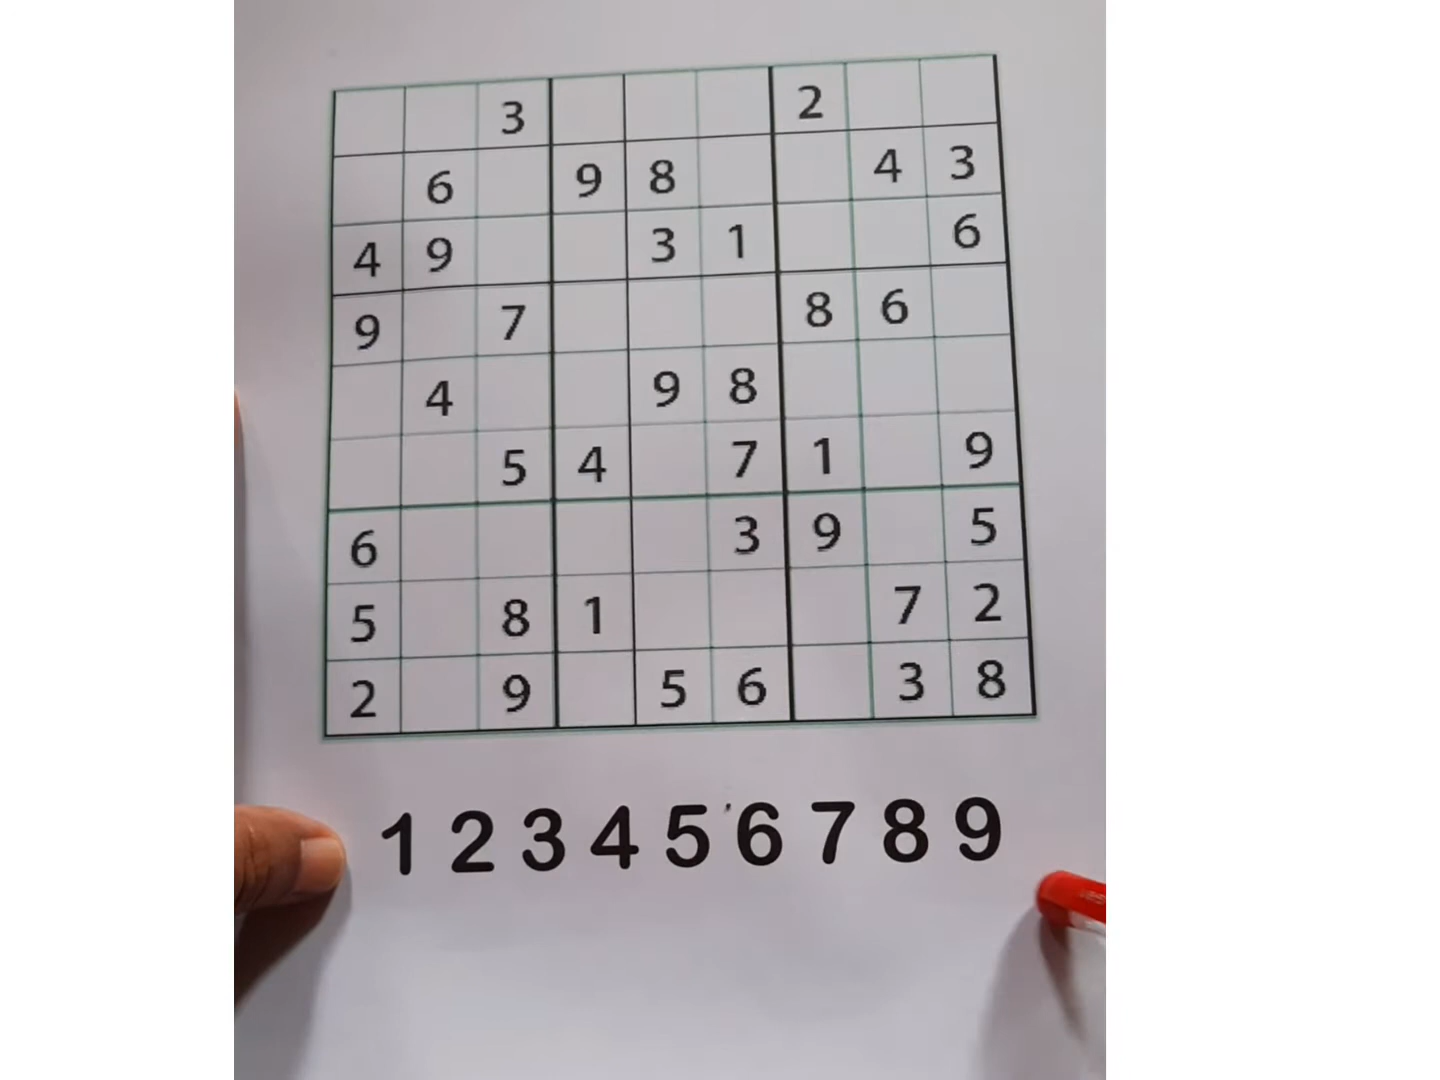 3 2
6 9 8 4 3
4 9 3 1 6
9 7 8 6
4 9 8
5 4 7 1 9
6 3 9 5
5 8 1 7 2
2 9 5 6 3 8
1 2 3 4 5 6 7 8 9